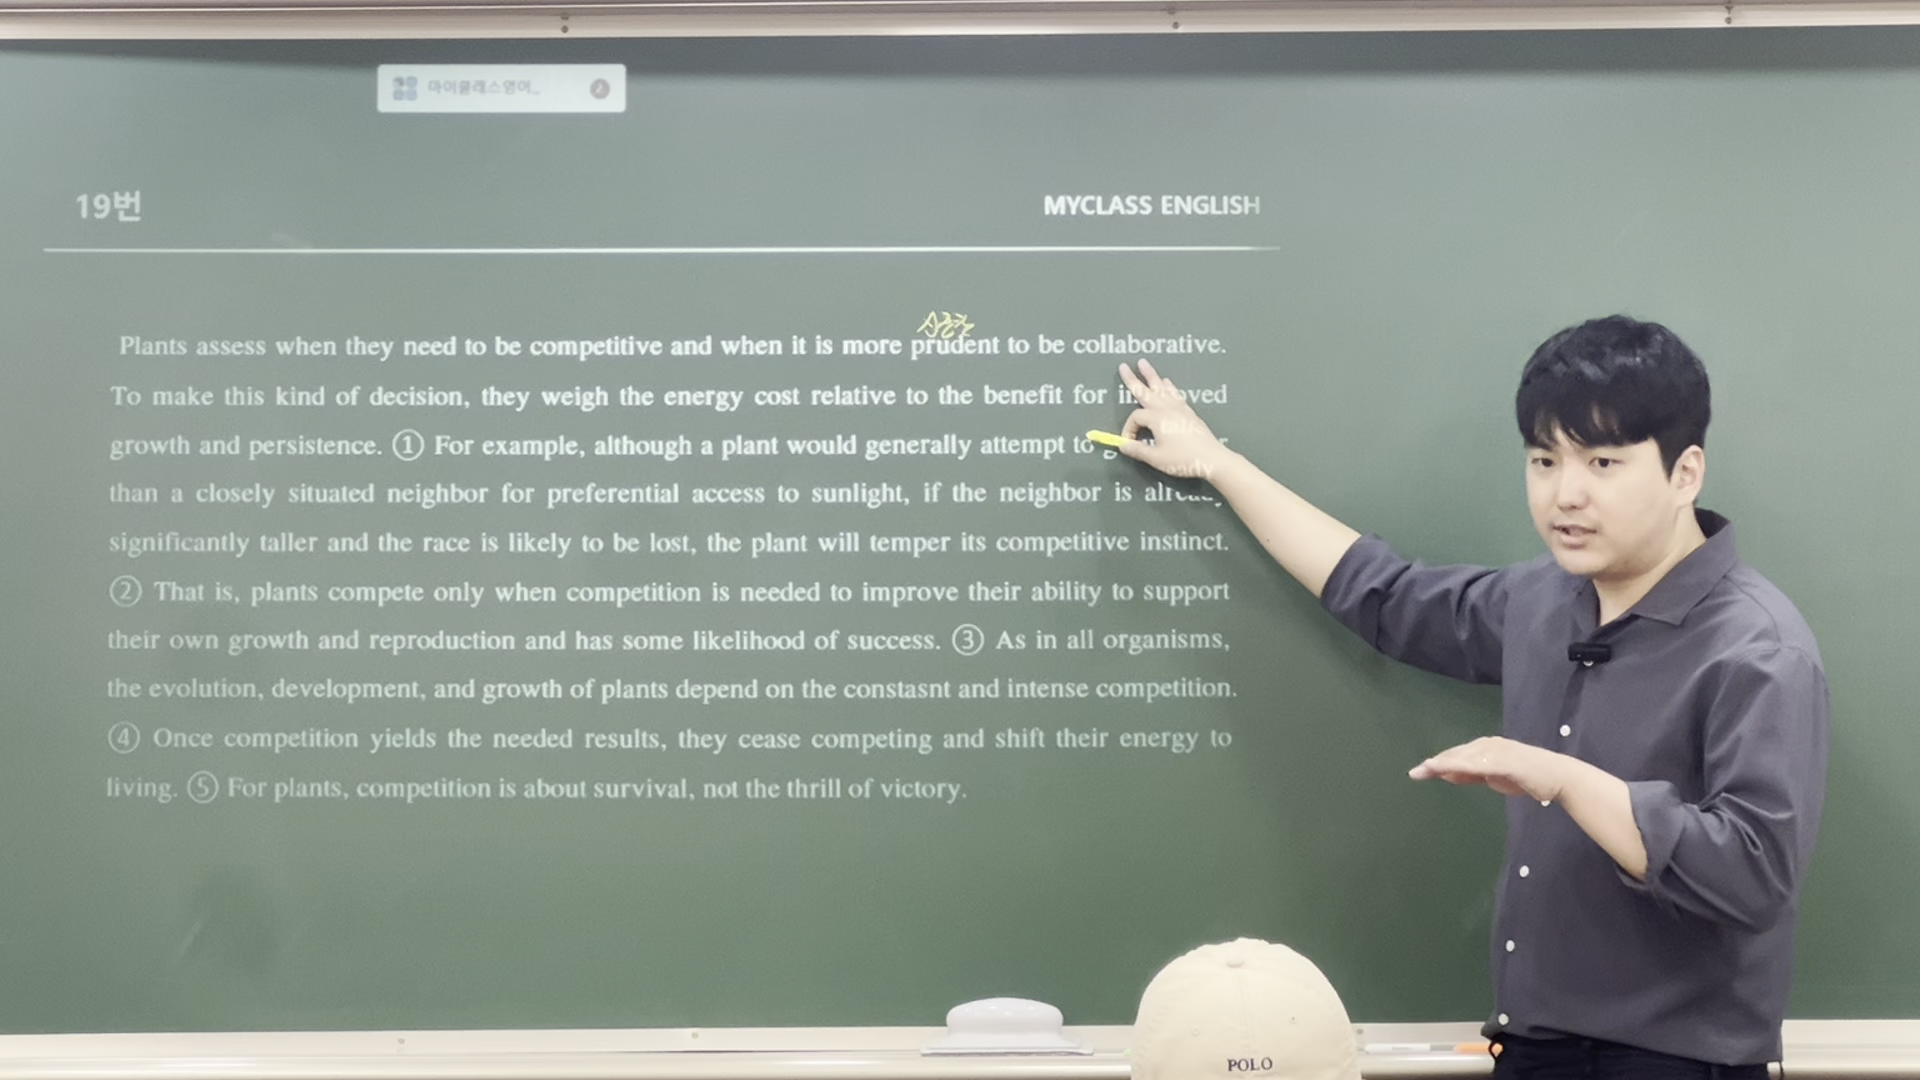 마이클래스영어_
19번
MYCLASS ENGLISH
신중한
Plants assess when they need to be competitive and when it is more prudent to be collaborative.
To make this kind of decision, they weigh the energy cost relative to the benefit for improved
growth and persistence. ① For example, although a plant would generally attempt to
than a closely situated neighbor for preferential access to sunlight, if the neighbor is already
significantly taller and the race is likely to be lost, the plant will temper its competitive instinct.
② That is, plants compete only when competition is needed to improve their ability to support
their own growth and reproduction and has some likelihood of success. ③ As in all organisms,
the evolution, development, and growth of plants depend on the constasnt and intense competition.
④ Once competition yields the needed results, they cease competing and shift their energy to
living. ⑤ For plants, competition is about survival, not the thrill of victory.
POLO